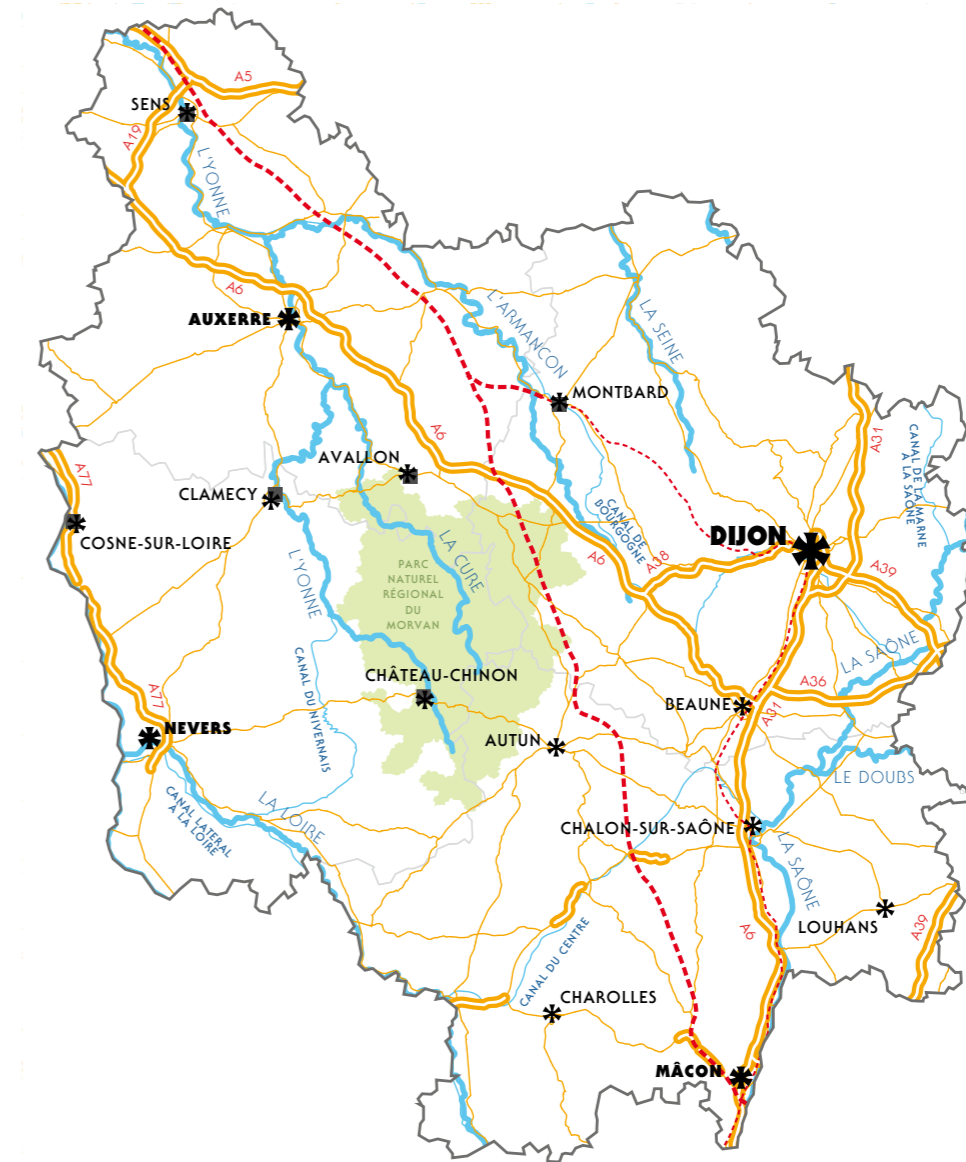 A5
SENS
A19
L'YONNE
A6
AUXERRE
L'ARMANCON
LA SEINE
MONTBARD
A31
CANAL DE LA MARNE
À LA SAÔNE
A6
AVALLON
A77
CLAMECY
COSNE-SUR-LOIRE
CANAL DE
BOURGOGNE
DIJON
A38
A6
A39
L'YONNE
LA CURE
PARC
NATUREL
RÉGIONAL
DU
MORVAN
LA SAÔNE
CHÂTEAU-CHINON
CANAL DU NIVERNAIS
A77
NEVERS
A36
BEAUNE
A31
AUTUN
LE DOUBS
CANAL LATERAL
A LA LOIRE
LA LOIRE
CHALON-SUR-SAÔNE
LA SAÔNE
LOUHANS
A39
A6
CANAL DU CENTRE
CHAROLLES
MÂCON